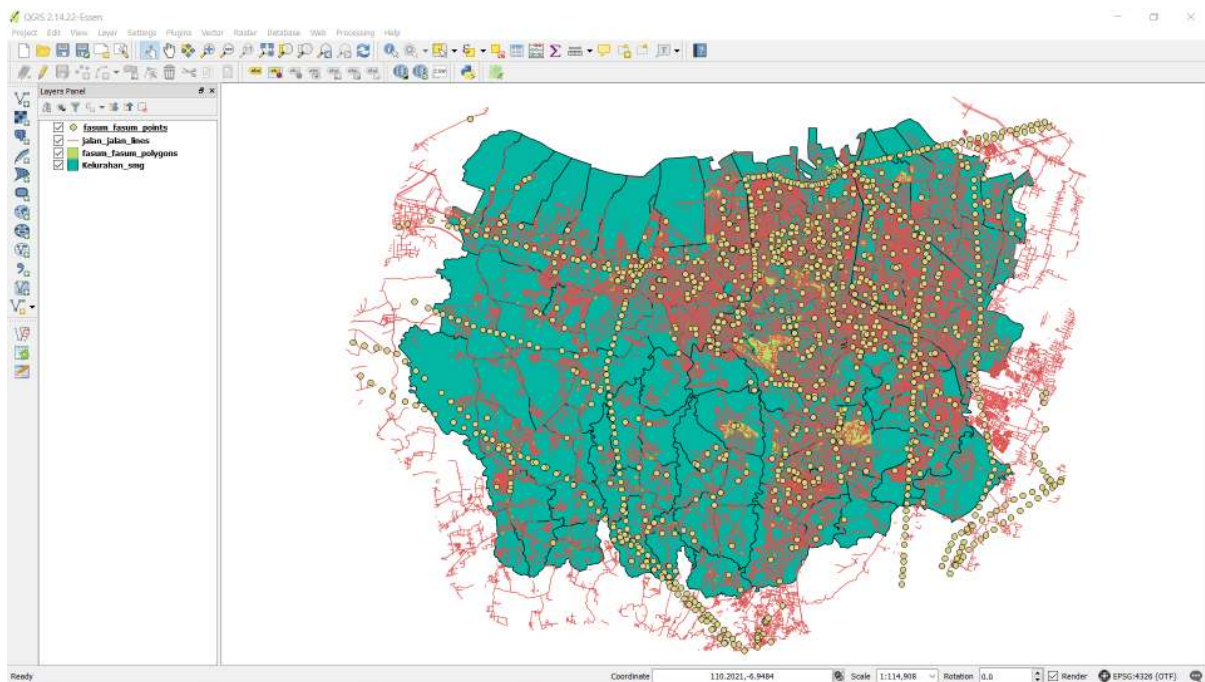 QGIS 2.14.22-Essen
Project Edit View Layer Settings Plugins Vector Raster Database Web Processing Help
Layers Panel
fasum_fasum_points
jalan_jalan_lines
fasum_fasum_polygons
Kelurahan_smg
Ready
Coordinate 110.2021,-6.9484 Scale 1:114,908 Rotation 0.0 Render EPSG:4326 (OTF)